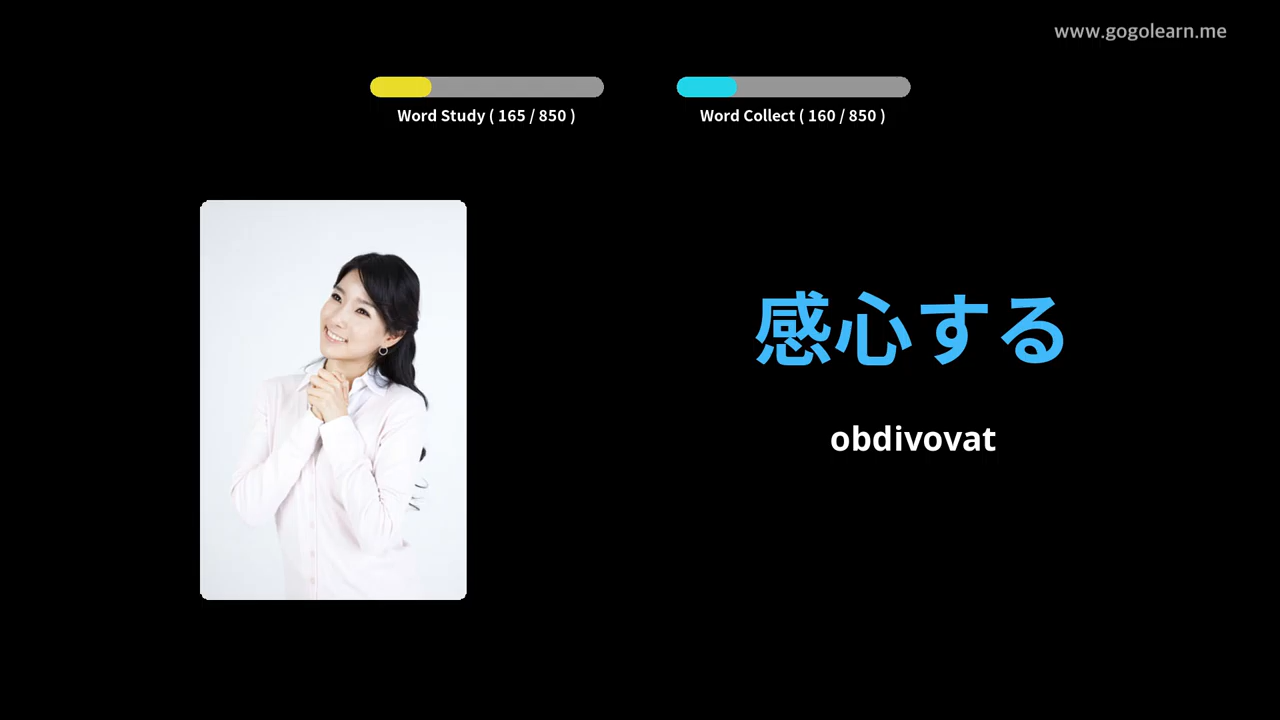 www.gogolearn.me
Word Study ( 165 / 850 )
Word Collect ( 160 / 850 )
感心する
obdivovat